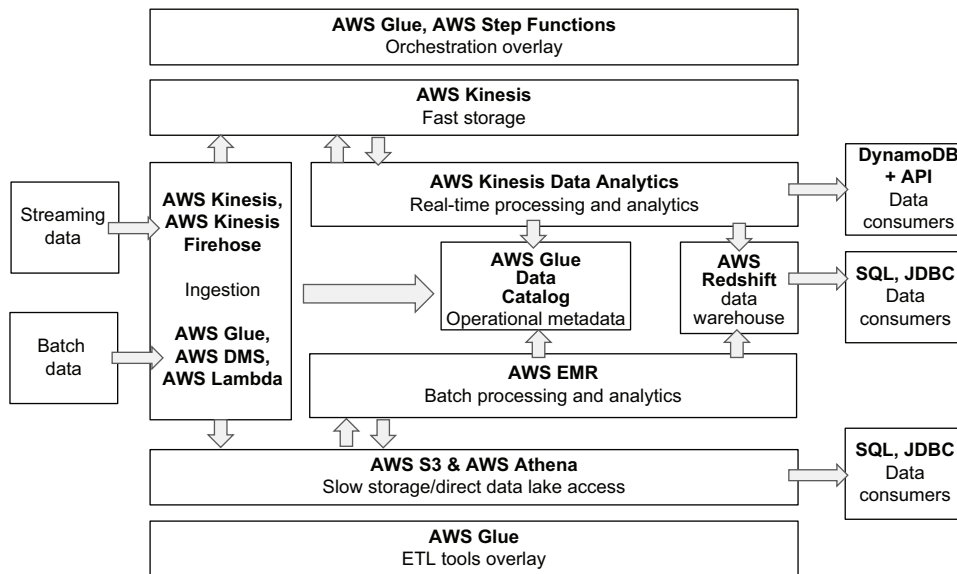 AWS Glue, AWS Step Functions
Orchestration overlay
AWS Kinesis
Fast storage
Streaming
data
Batch
data
AWS Kinesis,
AWS Kinesis
Firehose
Ingestion
AWS Glue,
AWS DMS,
AWS Lambda
AWS Kinesis Data Analytics
Real-time processing and analytics
AWS Glue
Data
Catalog
Operational metadata
AWS
Redshift
data
warehouse
AWS EMR
Batch processing and analytics
DynamoDB
+ API
Data
consumers
SQL, JDBC
Data
consumers
AWS S3 & AWS Athena
Slow storage/direct data lake access
SQL, JDBC
Data
consumers
AWS Glue
ETL tools overlay